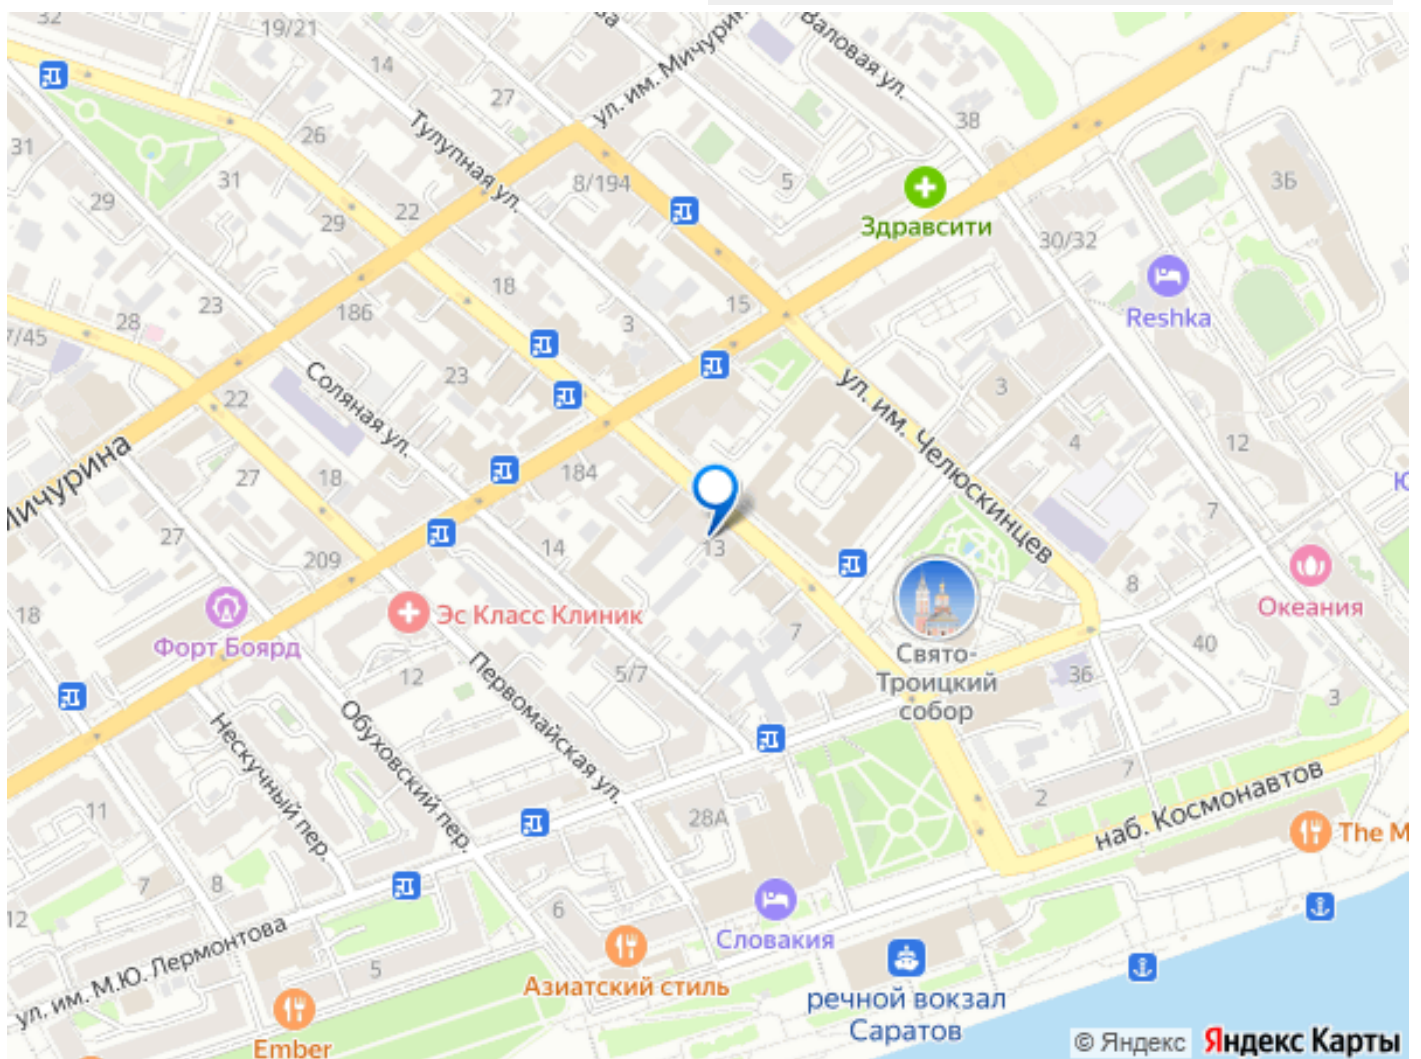 32
19/21
14
27
ул. им. Мичурин
Валовая ул.
38
31
26
Тулупная ул.
31
29
22
29
8/194
5
Здравсити
3Б
30/32
Reshka
23
28
7/45
186
18
3
15
Соляная ул.
23
22
ул. им. Челюскинцев
3
4
12
Мичурина
27
18
184
7
27
209
14
13
8
Океания
18
Форт Боярд
Эс Класс Клиник
7
Свято-
Троицкий
собор
40
36
3
12
5/7
Первомайская ул.
Обуховский пер.
Нескучный пер.
7
2
наб. Космонавтов
11
28А
The M
7
8
12
6
Словакия
ул. им. М.Ю. Лермонтова
5
Азиатский стиль
речной вокзал
Саратов
Ember
© Яндекс Яндекс Карты